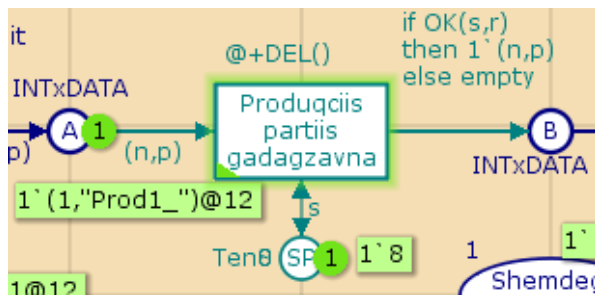 it
if OK(s,r)
then 1`(n,p)
else empty
@+DEL()
INTxDATA
Produqciis
partiis
gadagzavna
A
1
B
p)
(n,p)
INTxDATA
1`(1,"Prod1_")@12
s
Ten0
SP
1
1`8
1
1`
1@12
Shemdeg